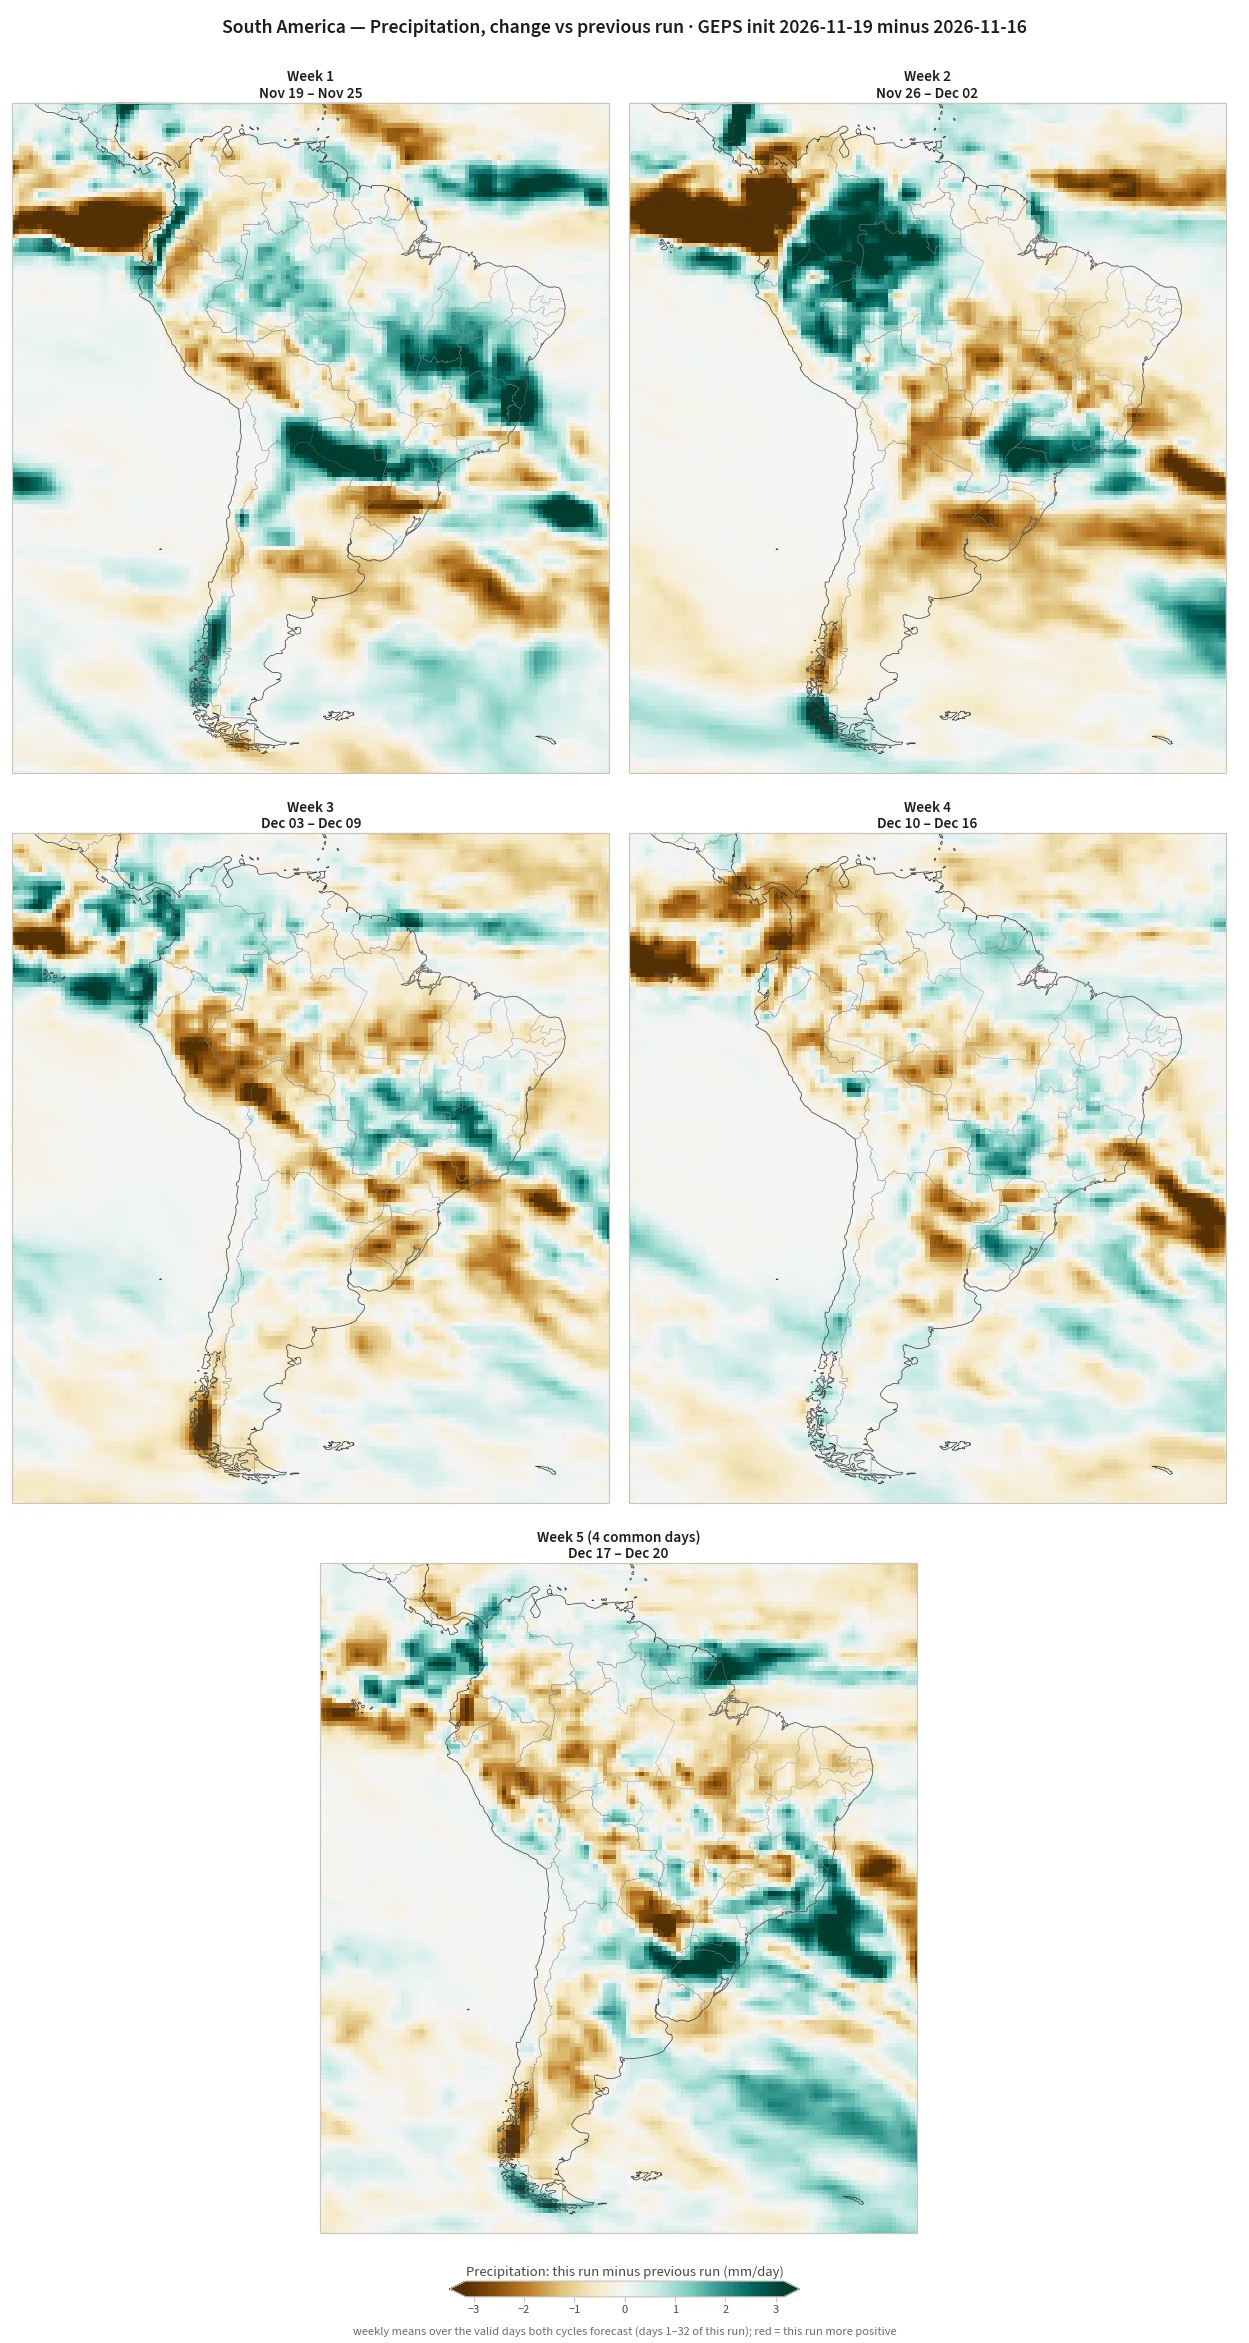 South America — Precipitation, change vs previous run · GEPS init 2026-11-19 minus 2026-11-16
Week 1
Nov 19 – Nov 25
Week 2
Nov 26 – Dec 02
Week 3
Dec 03 – Dec 09
Week 4
Dec 10 – Dec 16
Week 5 (4 common days)
Dec 17 – Dec 20
Precipitation: this run minus previous run (mm/day)
−3 −2 −1 0 1 2 3
weekly means over the valid days both cycles forecast (days 1–32 of this run); red = this run more positive